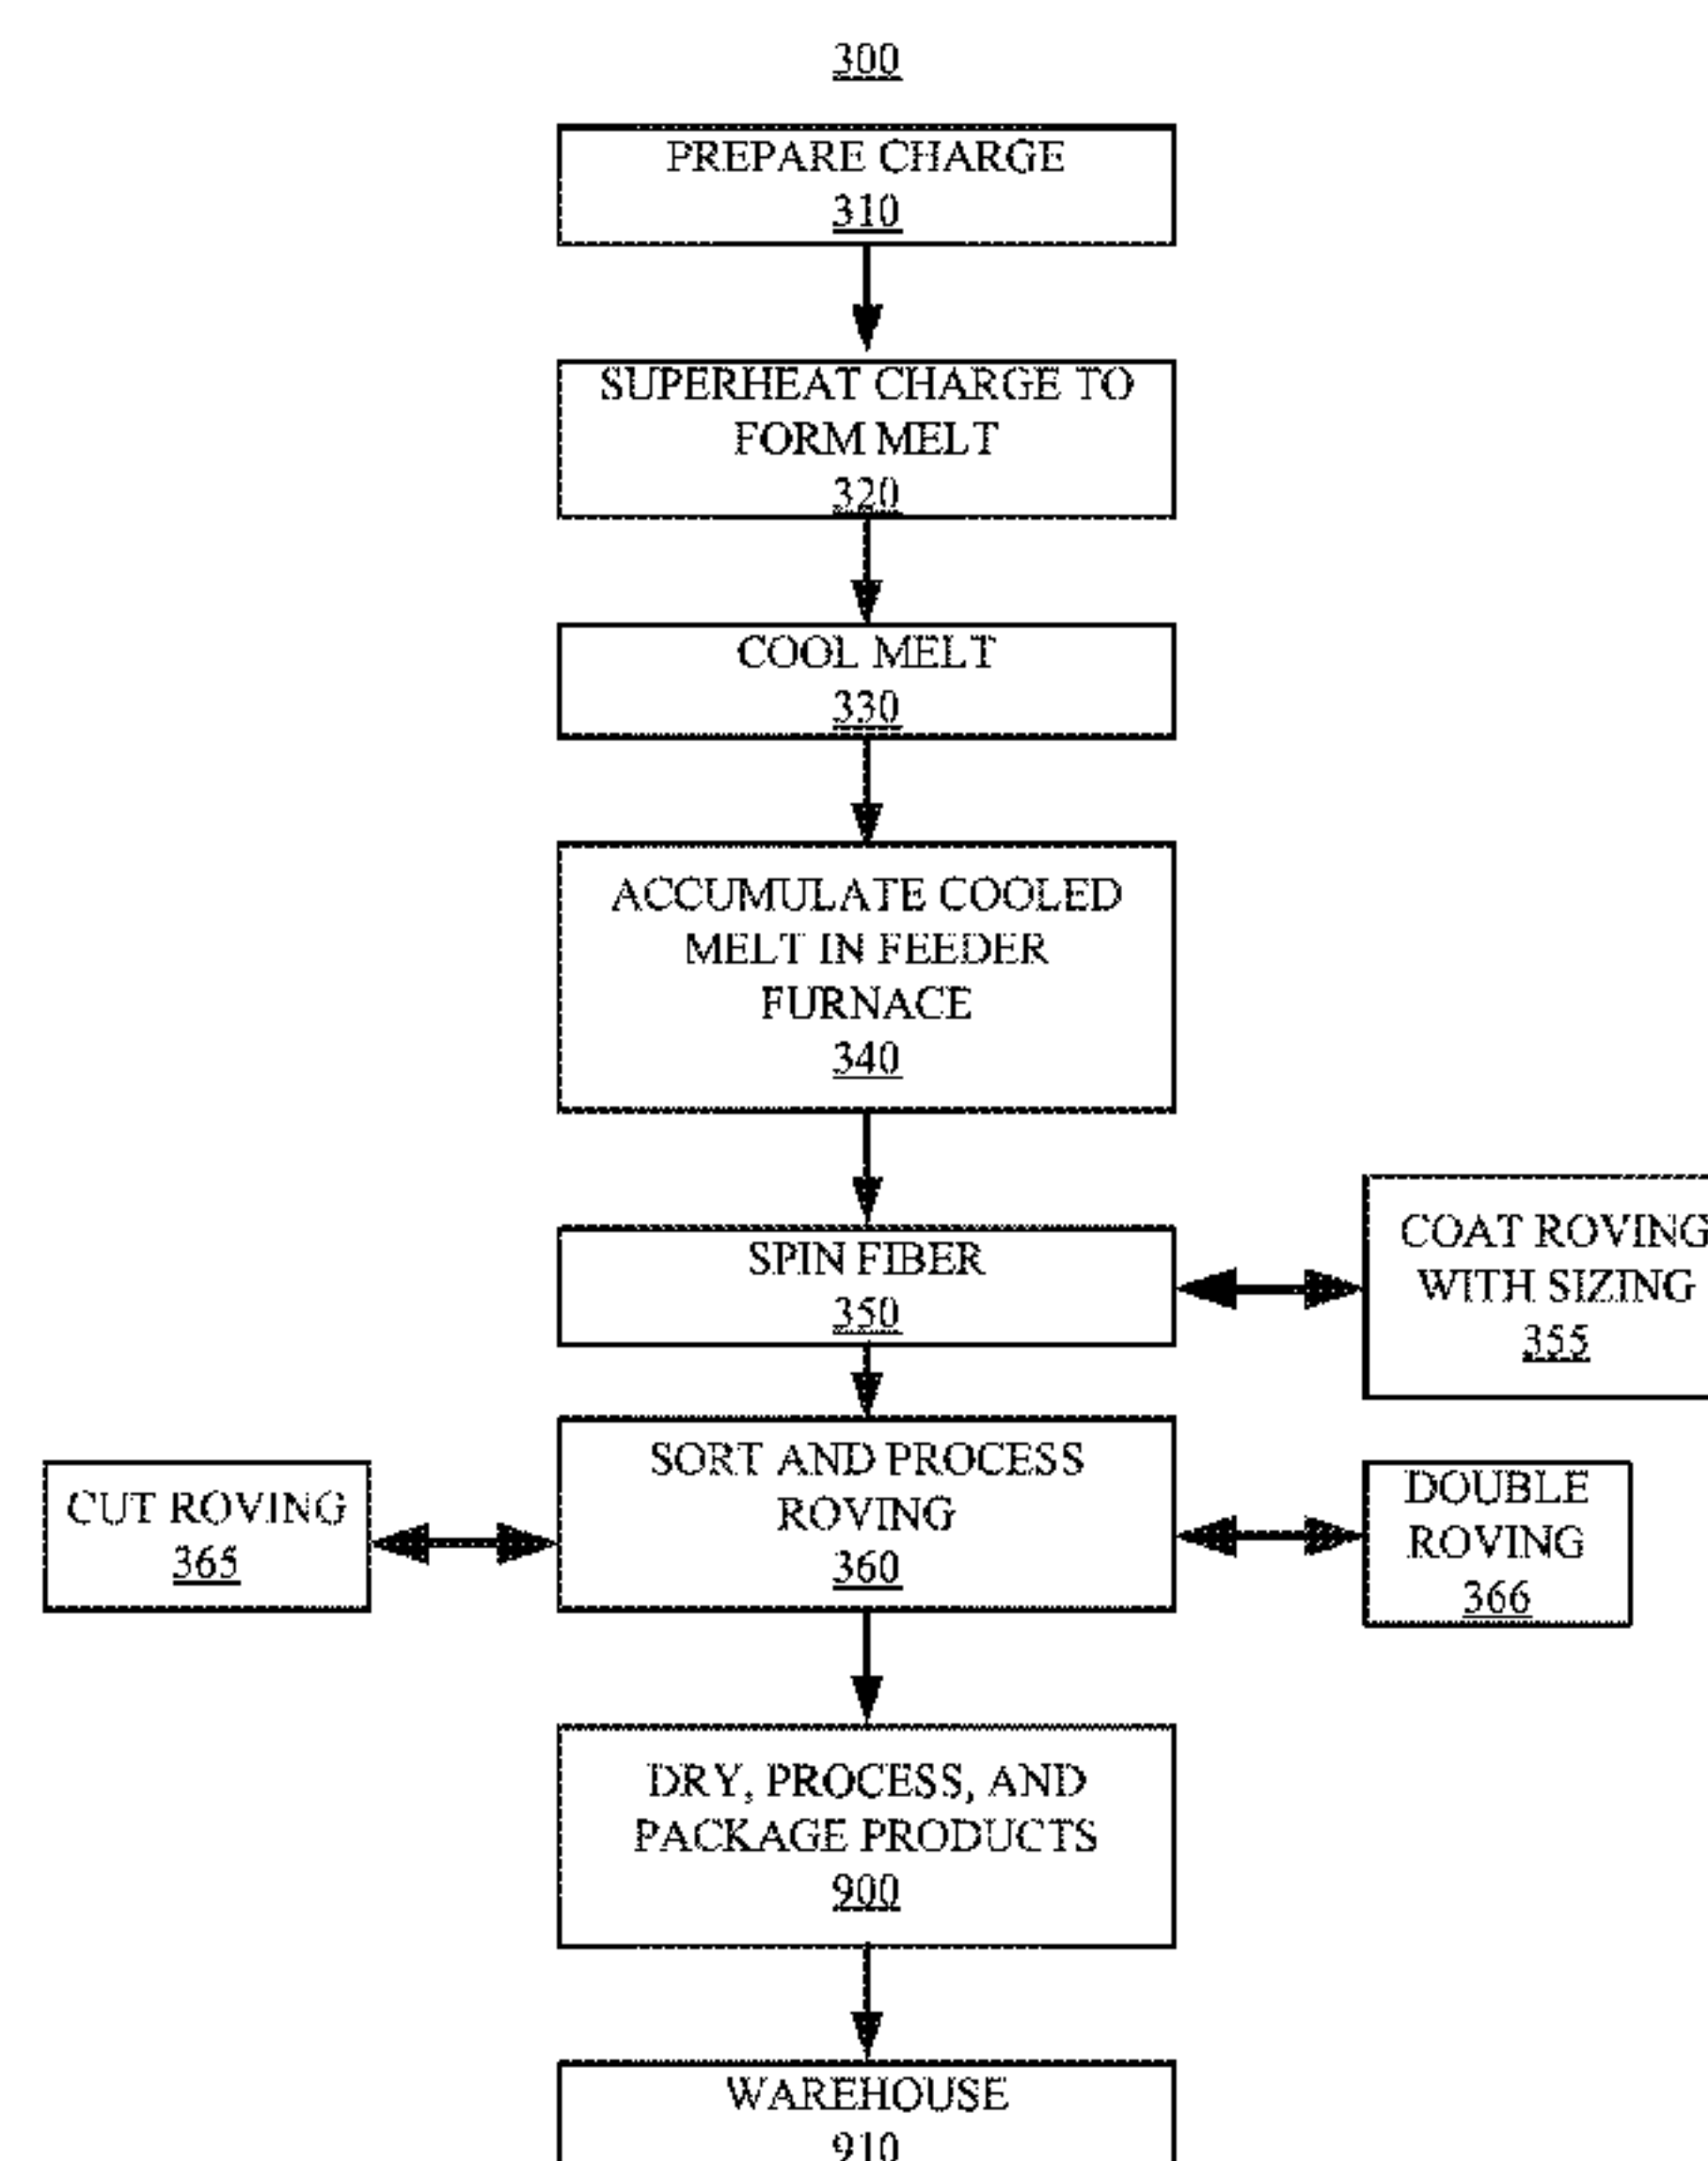 300
PREPARE CHARGE
310
SUPERHEAT CHARGE TO
FORM MELT
320
COOL MELT
330
ACCUMULATE COOLED
MELT IN FEEDER
FURNACE
340
SPIN FIBER
350
COAT ROVING
WITH SIZING
355
CUT ROVING
365
SORT AND PROCESS
ROVING
360
DOUBLE
ROVING
366
DRY, PROCESS, AND
PACKAGE PRODUCTS
900
WAREHOUSE
910